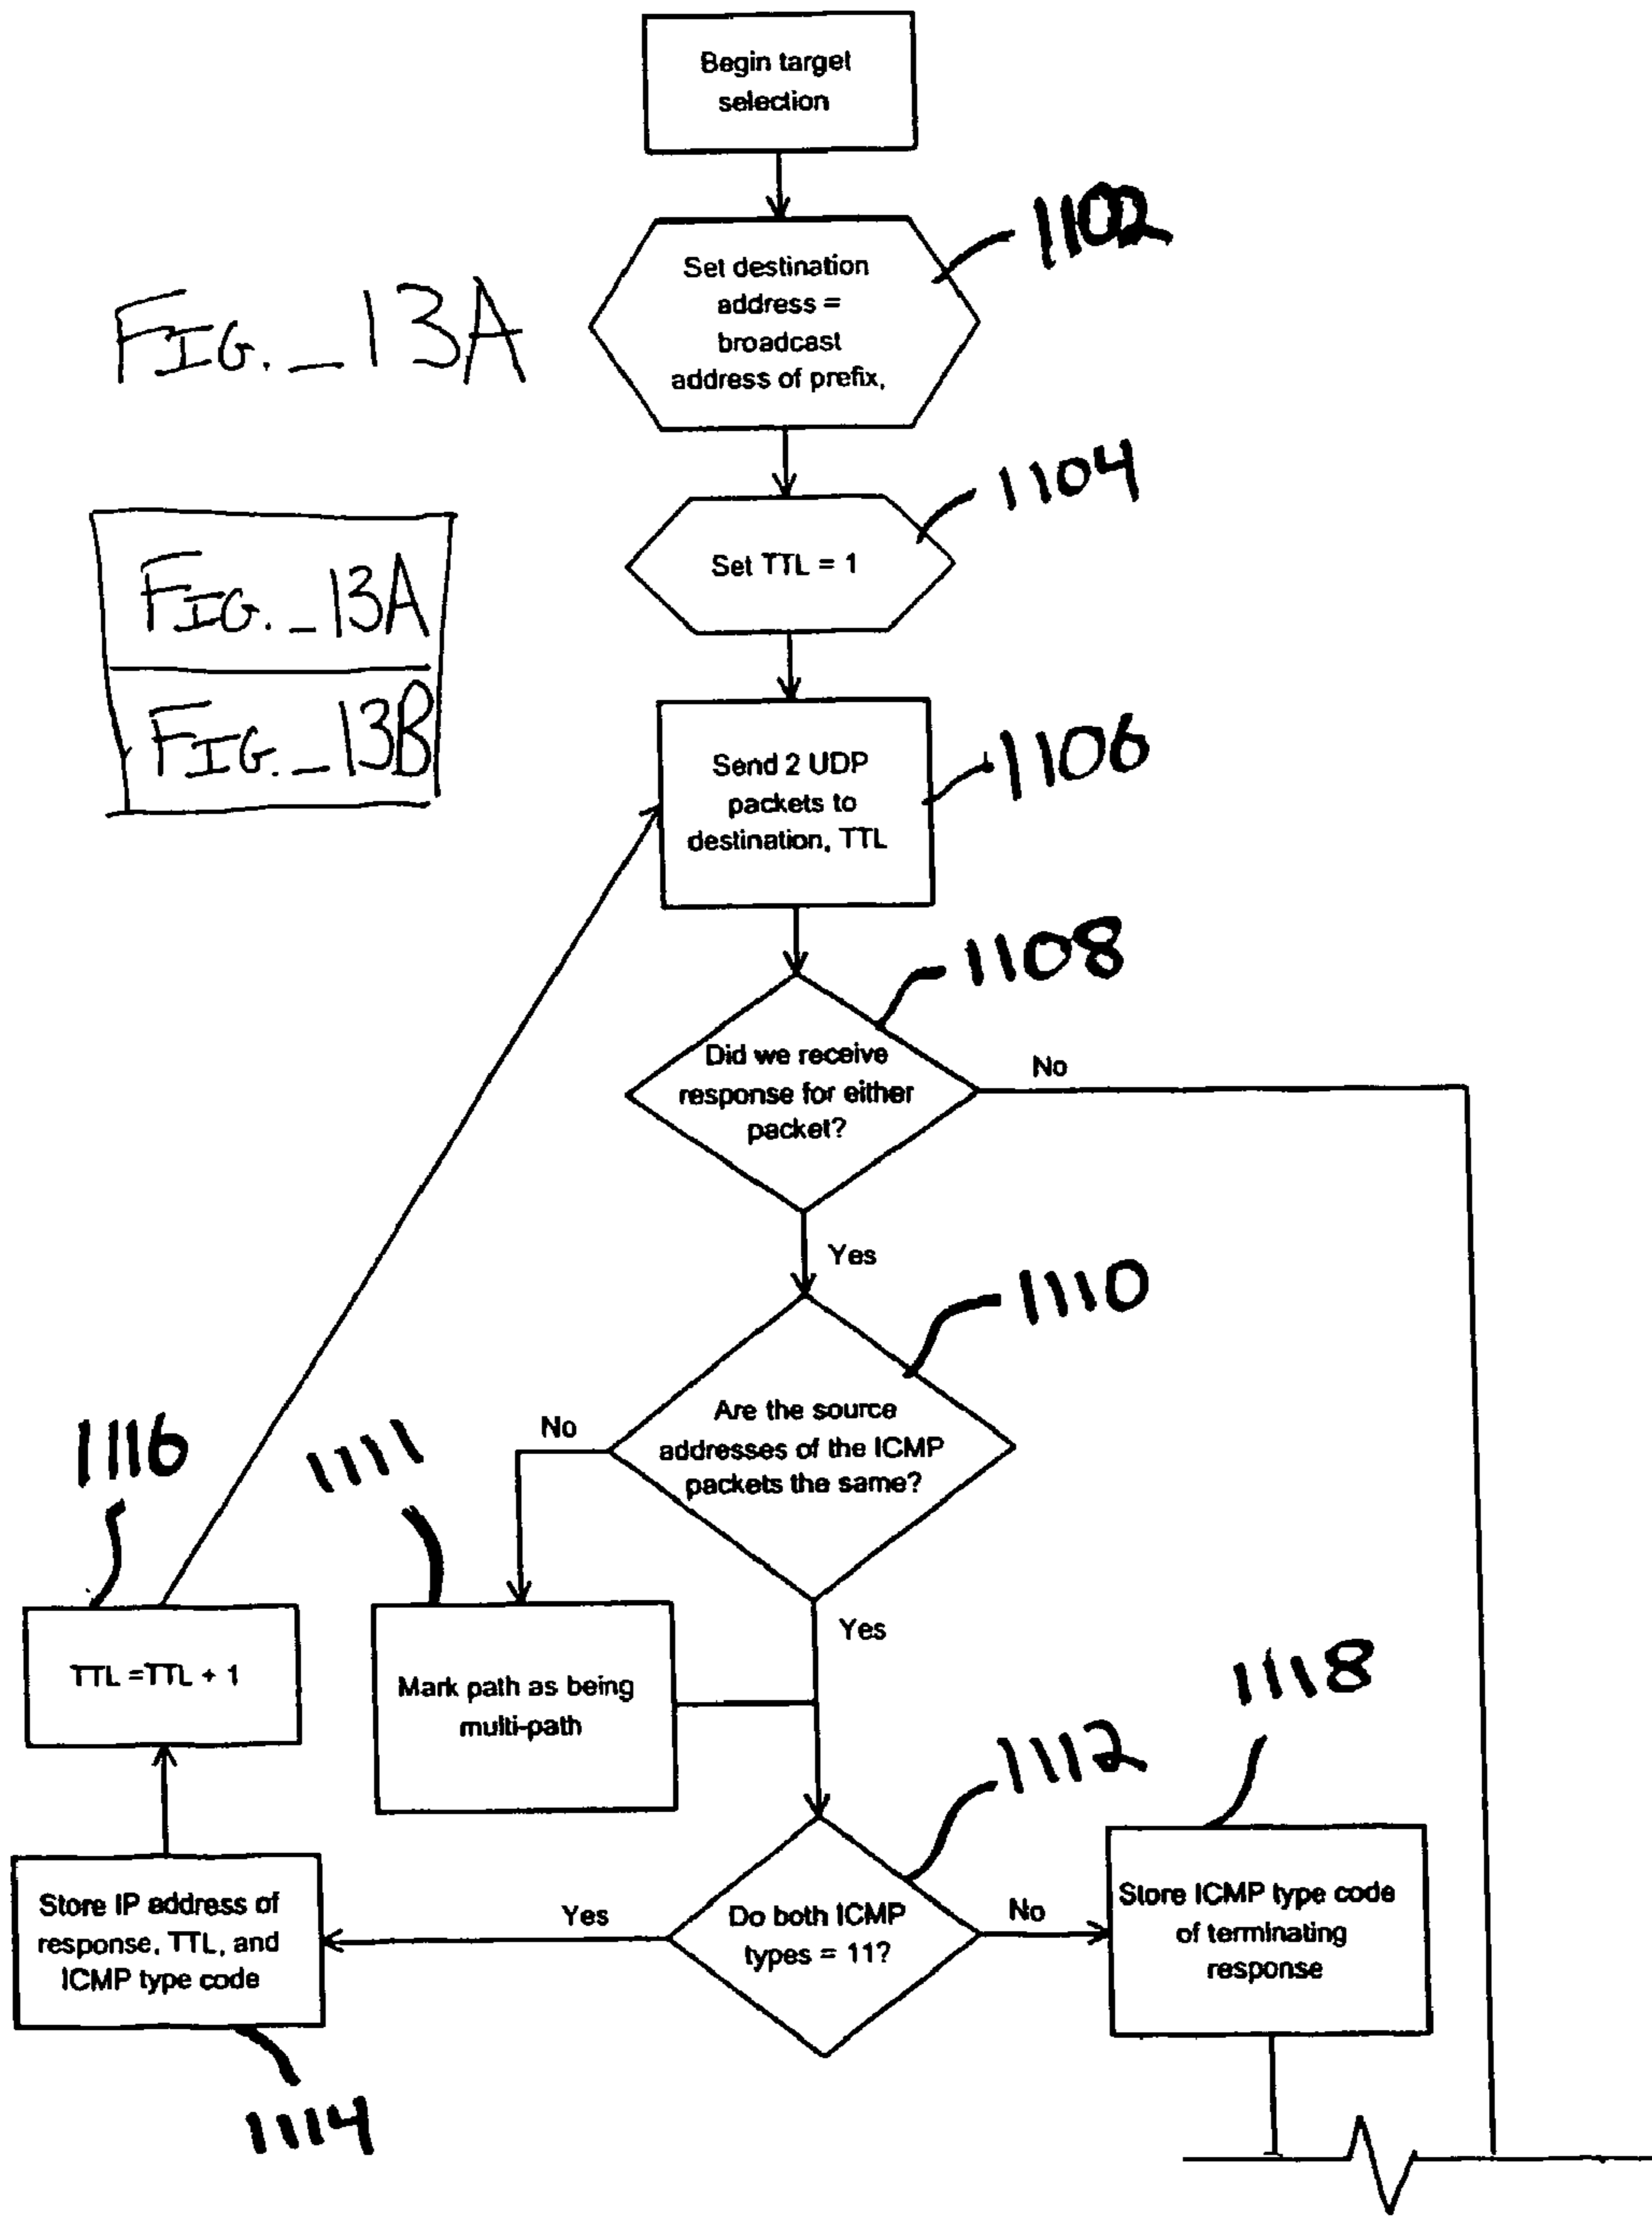 Begin target
selection
1102
Set destination
address =
broadcast
address of prefix,
FIG._13A
1104
Set TTL = 1
FIG._13A
FIG._13B
1106
Send 2 UDP
packets to
destination, TTL
1108
Did we receive
response for either
packet?
No
Yes
1110
Are the source
addresses of the ICMP
packets the same?
No
1116
1111
Yes
TTL =TTL + 1
Mark path as being
multi-path
1118
1112
Store IP address of
response, TTL, and
ICMP type code
Yes
Do both ICMP
types = 11?
No
Store ICMP type code
of terminating
response
1114